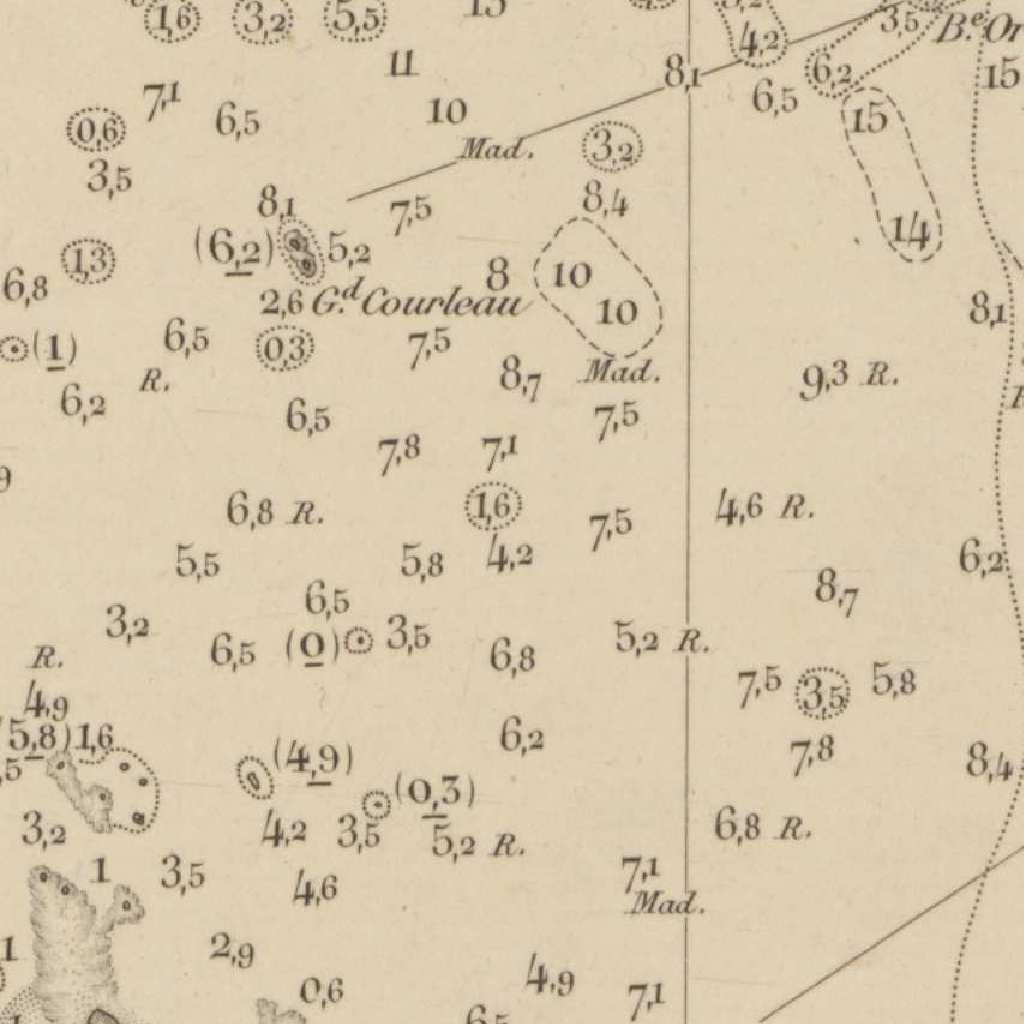 1,6 3,2 5,5
4,2 3,5 B.e
8,1 6,2 15
7,1 11 6,5
6,5 10 15
0,6 Mad. 3,2
3,5
8,1 7,5 8,4
(6,2) 5,2 14
1,3 8 10
6,8 2,6 G.d Courleau 10 8,1
6,5 0,3 7,5
(1) 8,7 Mad. 9,3 R.
R.
6,2 6,5 7,5
7,8 7,1
9
6,8 R. 1,6 7,5 4,6 R.
5,5 5,8 4,2 6,2
6,5 8,7
3,2 3,5
6,5 (0) 6,8 5,2 R.
R.
4,9 7,5 3,5 5,8
(5,8) 1,6 6,2
(4,9) 7,8 8,4
(0,3)
3,2 4,2 3,5 5,2 R. 6,8 R.
1 3,5 4,6 7,1
Mad.
1 2,9
0,6 4,9 7,1